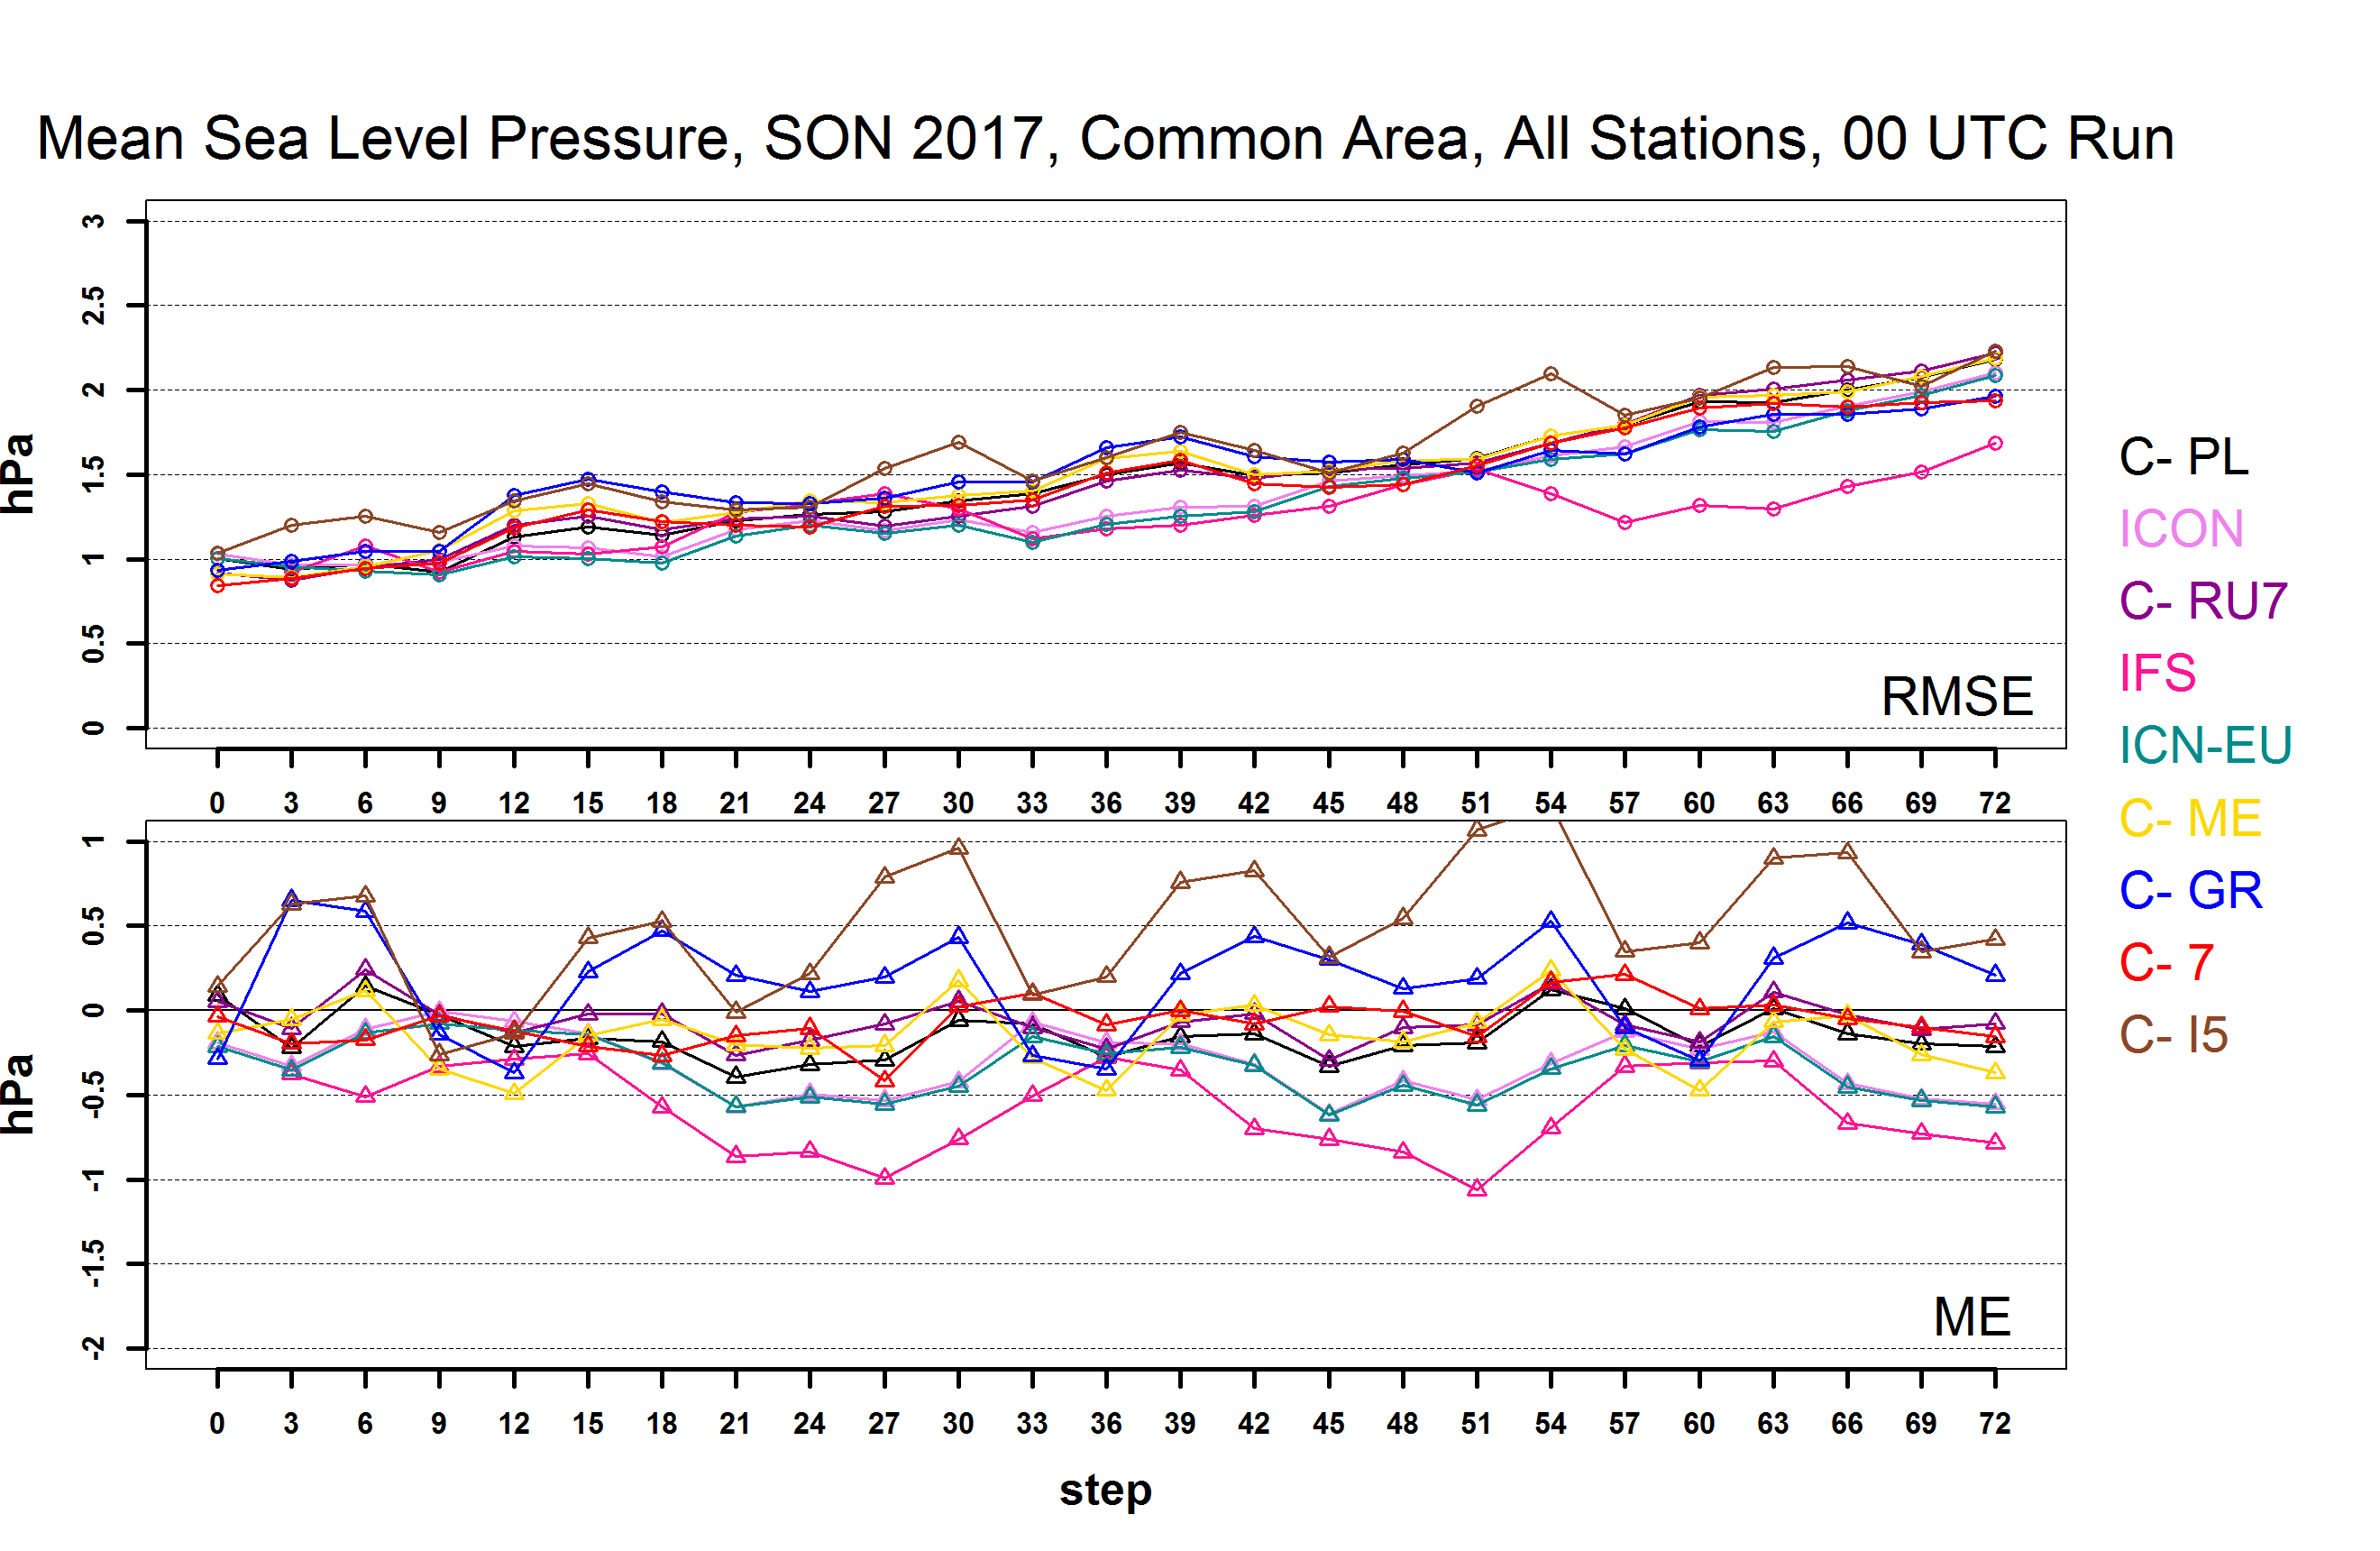 Mean Sea Level Pressure, SON 2017, Common Area, All Stations, 00 UTC Run
hPa
3
2.5
2
1.5
1
0.5
0
RMSE
0 3 6 9 12 15 18 21 24 27 30 33 36 39 42 45 48 51 54 57 60 63 66 69 72
hPa
1
0.5
0
-0.5
-1
-1.5
-2
ME
0 3 6 9 12 15 18 21 24 27 30 33 36 39 42 45 48 51 54 57 60 63 66 69 72
step
C- PL
ICON
C- RU7
IFS
ICN-EU
C- ME
C- GR
C- 7
C- I5